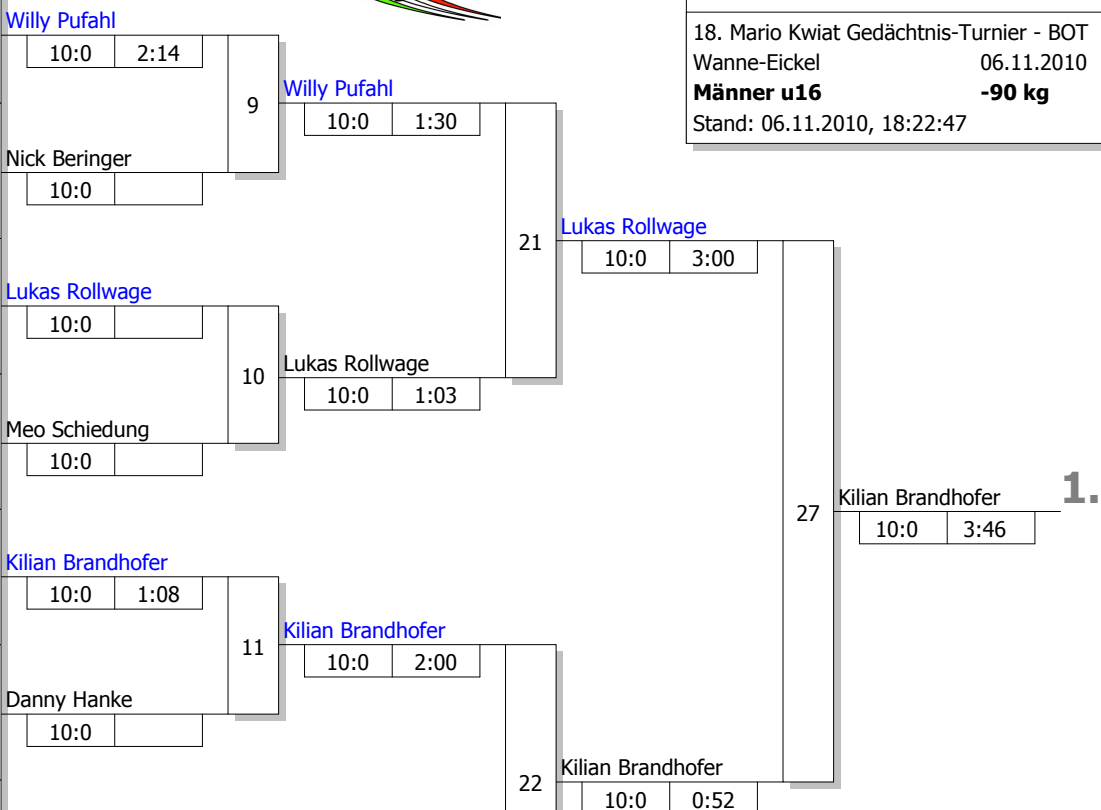 18. Mario Kwiat Gedächtnis-Turnier - BOT
Wanne-Eickel 06.11.2010
Männer u16 -90 kg
Stand: 06.11.2010, 18:22:47
Willy Pufahl
10:0 2:14
9
Nick Beringer
10:0
Willy Pufahl
10:0 1:30
Lukas Rollwage
10:0
10
Meo Schiedung
10:0
Lukas Rollwage
10:0 1:03
21
Lukas Rollwage
10:0 3:00
Kilian Brandhofer
10:0 1:08
11
Danny Hanke
10:0
Kilian Brandhofer
10:0 2:00
22
Kilian Brandhofer
10:0 0:52
27
Kilian Brandhofer 1.
10:0 3:46